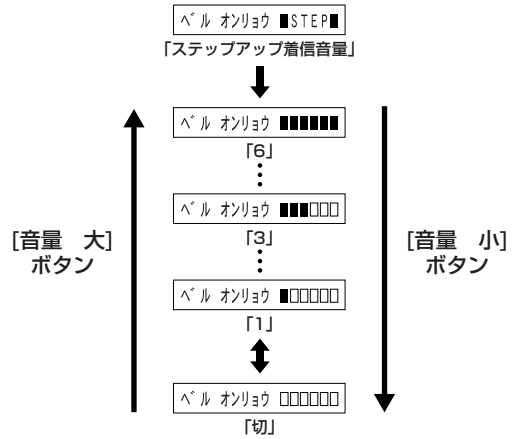 ベル オンリョウ ■STEP■
「ステップアップ着信音量」
ベル オンリョウ ■■■■■■
「6」
ベル オンリョウ ■■■□□□
「3」
[音量 大]
ボタン
[音量 小]
ボタン
ベル オンリョウ ■□□□□□
「1」
ベル オンリョウ □□□□□□
「切」